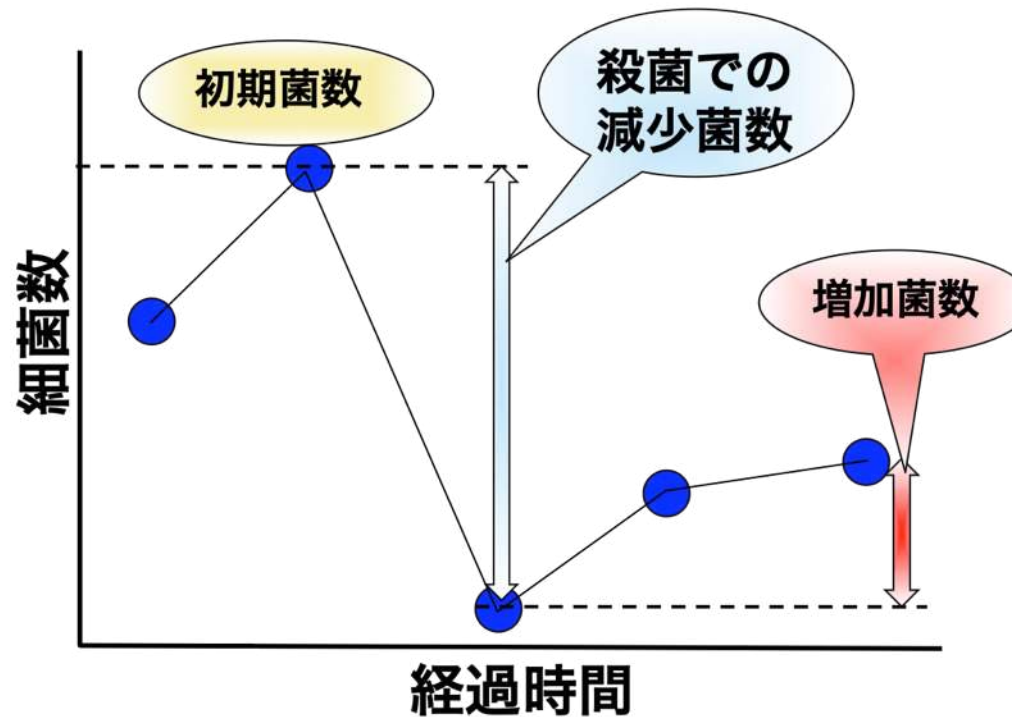 初期菌数
殺菌での
減少菌数
増加菌数
細菌数
経過時間